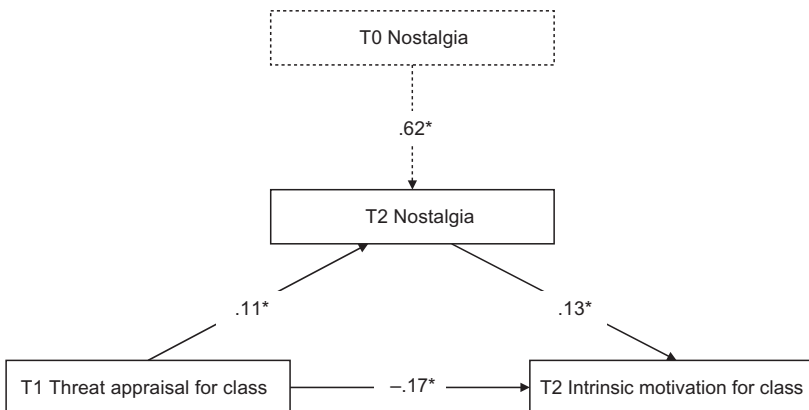 T0 Nostalgia
.62*
T2 Nostalgia
.11*
.13*
T1 Threat appraisal for class
–.17*
T2 Intrinsic motivation for class